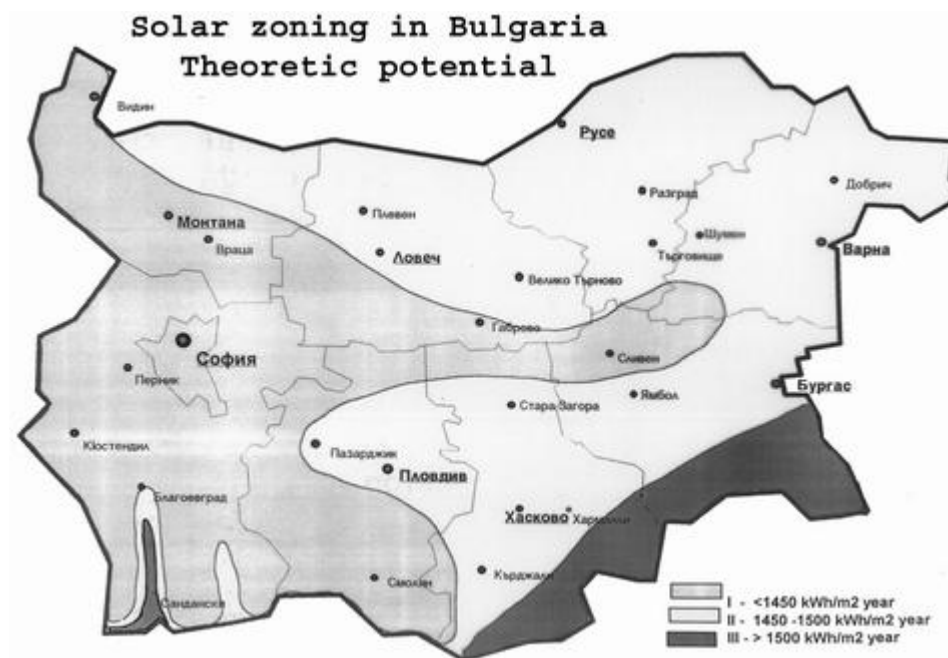 Solar zoning in Bulgaria
Theoretic potential
Видин
Русе
Добрич
Разград
Монтана
Плевен
Враца
Шумен
Ловеч
Търговище
Варна
Велико Търново
Габрово
София
Сливен
Перник
Бургас
Ямбол
Стара Загора
Кюстендил
Пазарджик
Пловдив
Благоевград
Хасково
Харманли
Кърджали
Смолян
Сандански
I - <1450 kWh/m2 year
II - 1450 -1500 kWh/m2 year
III - > 1500 kWh/m2 year